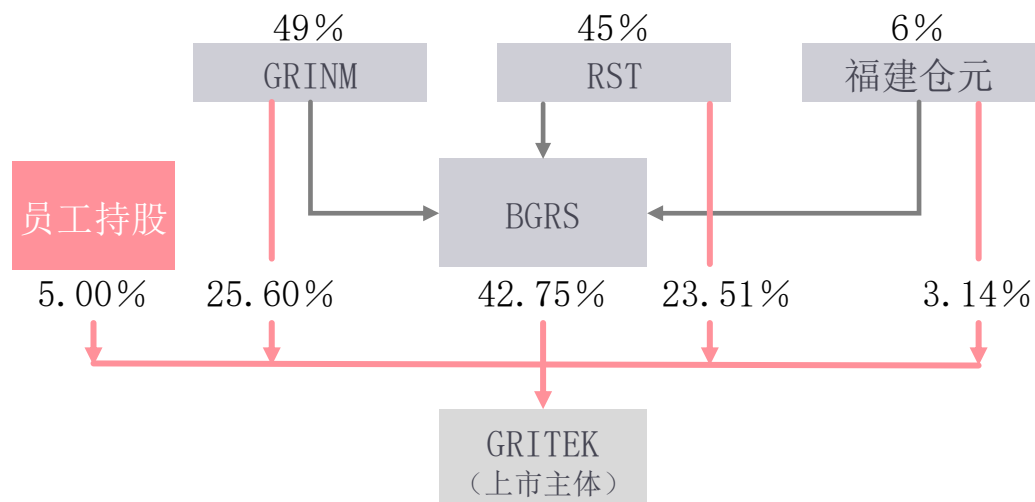 49%
45%
6%
GRINM
RST
福建仓元
员工持股
BGRS
5.00%
25.60%
42.75%
23.51%
3.14%
GRITEK
（上市主体）